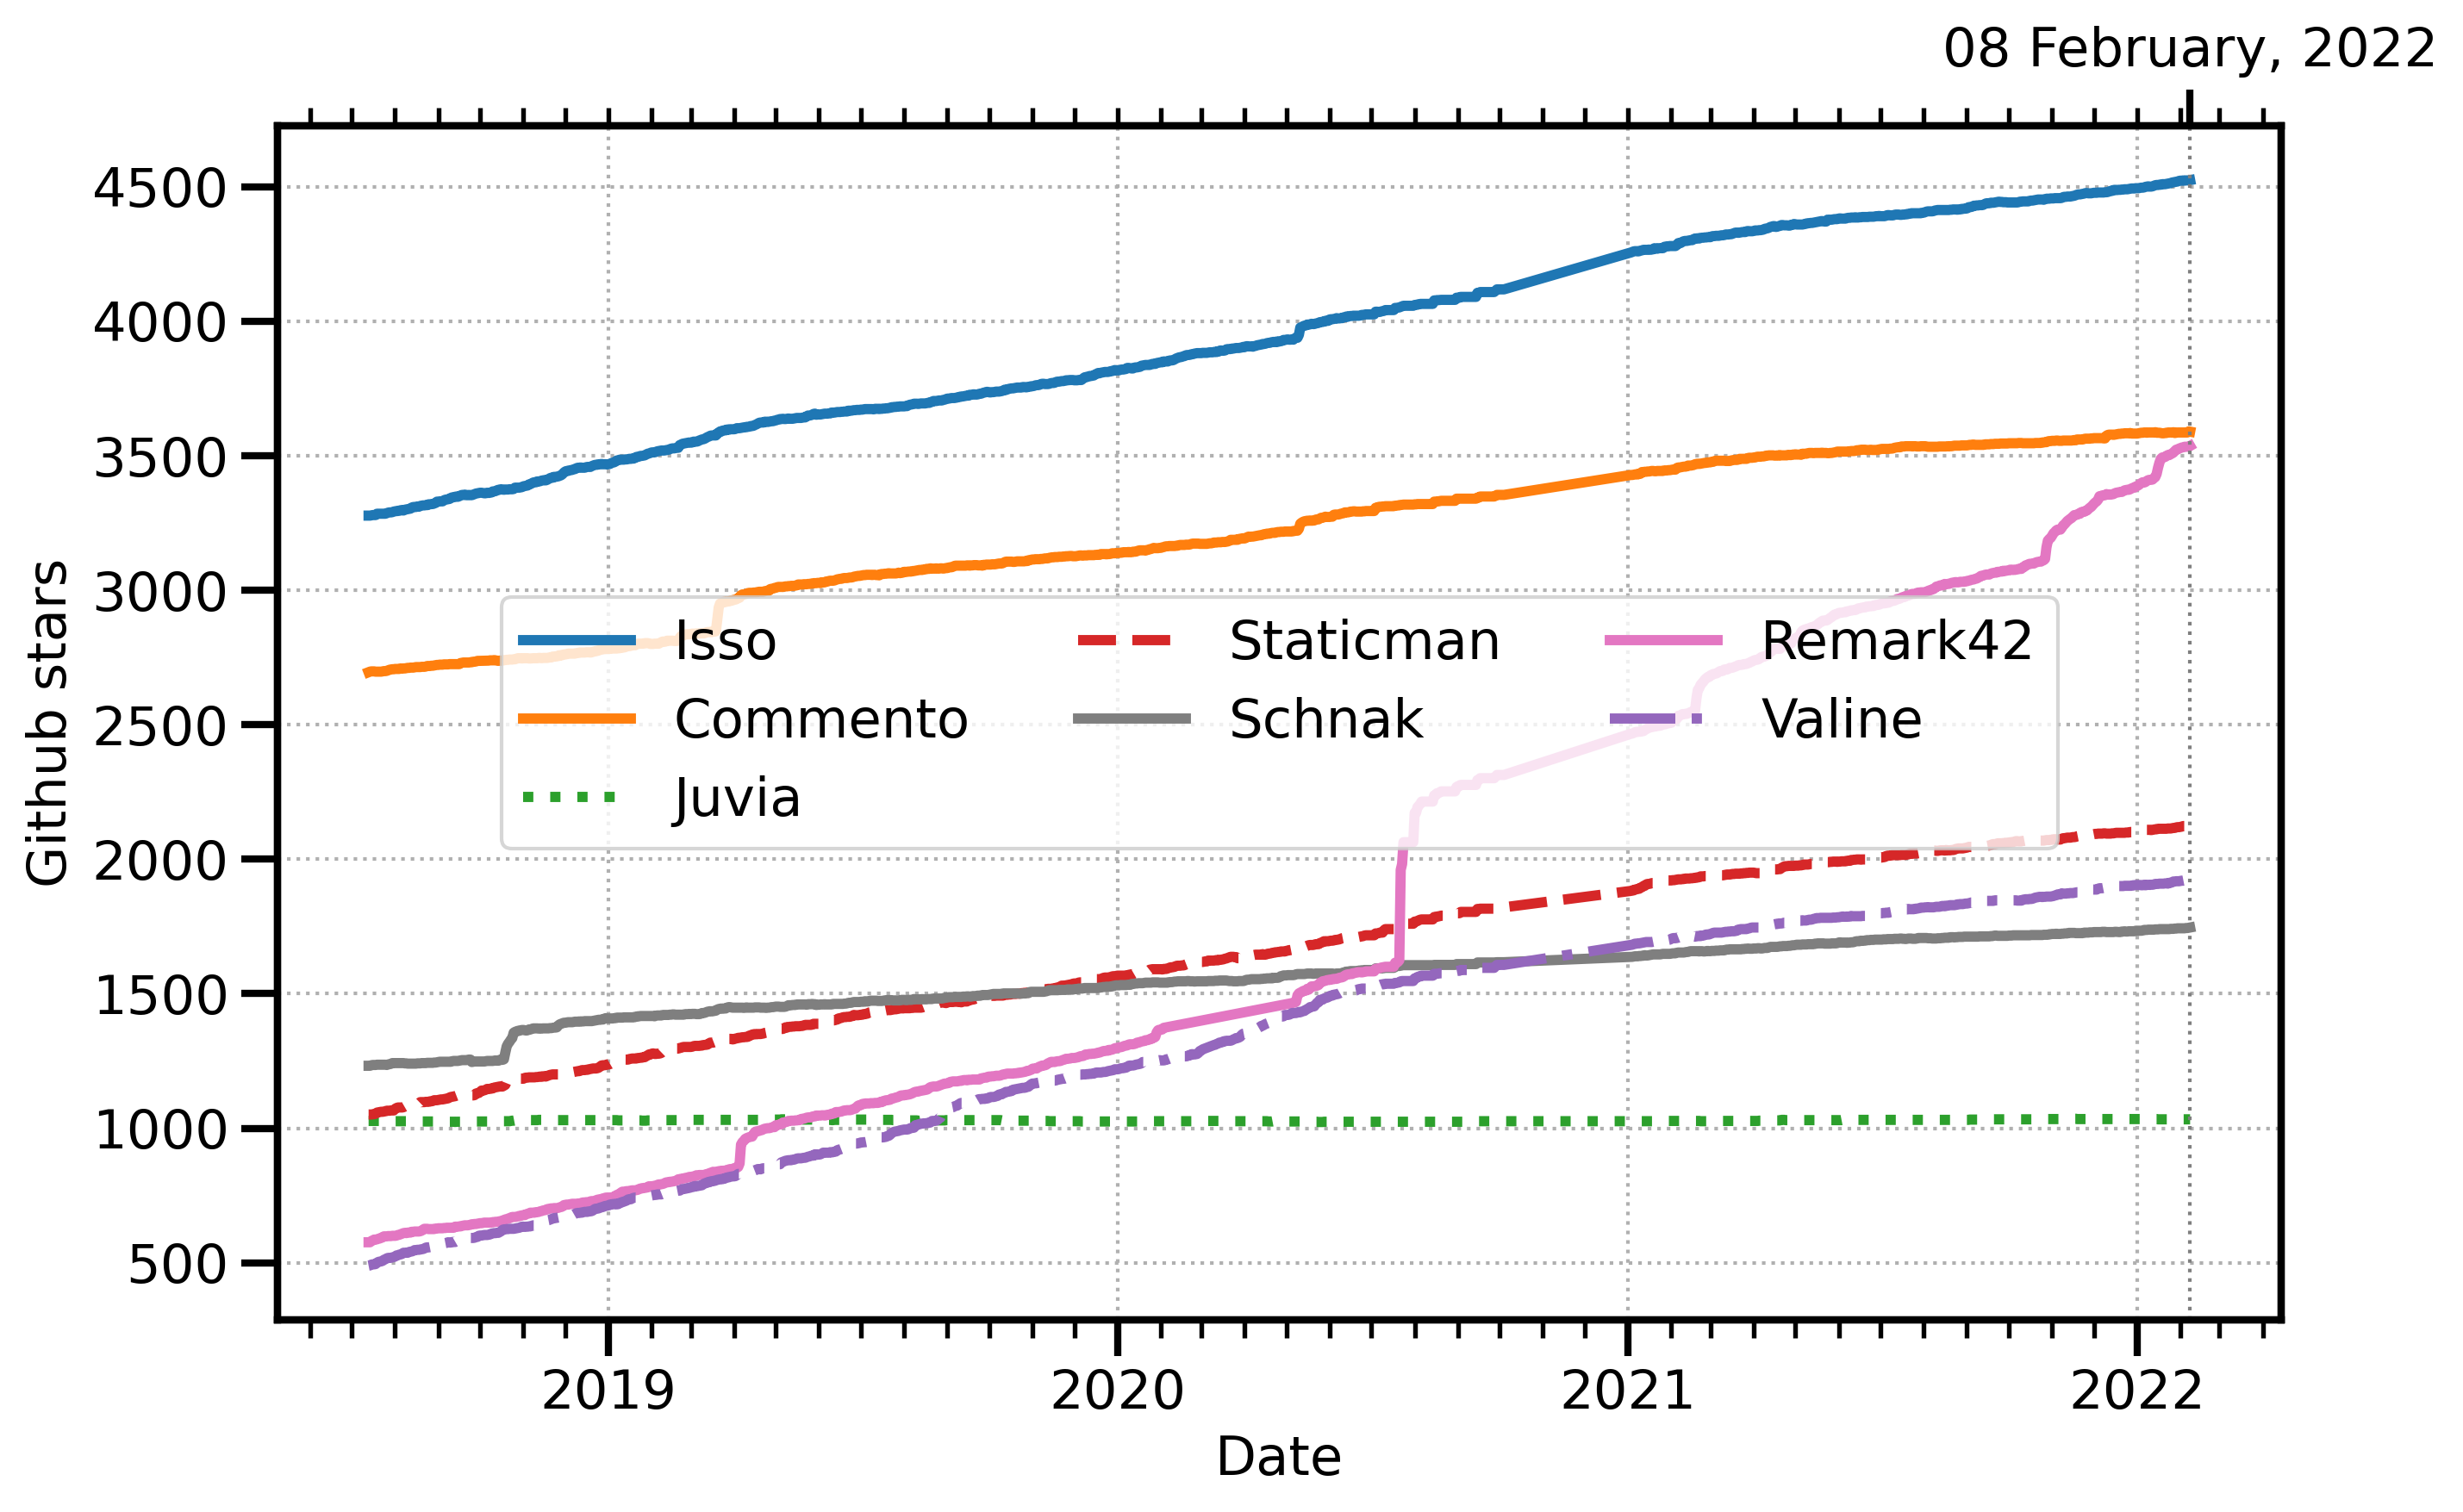 08 February, 2022
4500
4000
3500
3000
2500
2000
1500
1000
500
Github stars
Isso
Commento
Juvia
Staticman
Schnak
Remark42
Valine
2019
2020
2021
2022
Date